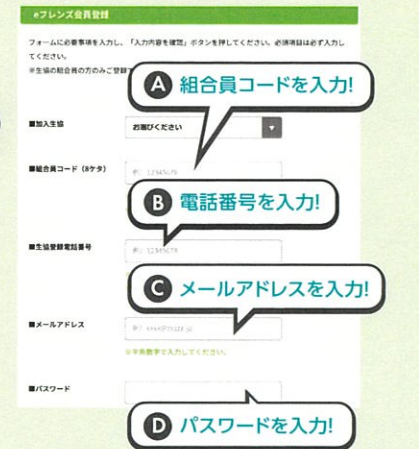 eフレンズ会員登録
フォームに必要事項を入力し、「入力内容を確認」ボタンを押してください。必須項目は必ず入力し
てください。
※生協の組合員の方のみご登
A 組合員コードを入力!
■加入生協
お選びください
■組合員コード（8ケタ）
例）12345678
B 電話番号を入力!
■生協登録電話番号
例）12345678
C メールアドレスを入力!
■メールアドレス
※半角数字で入力してください。
■パスワード
D パスワードを入力!